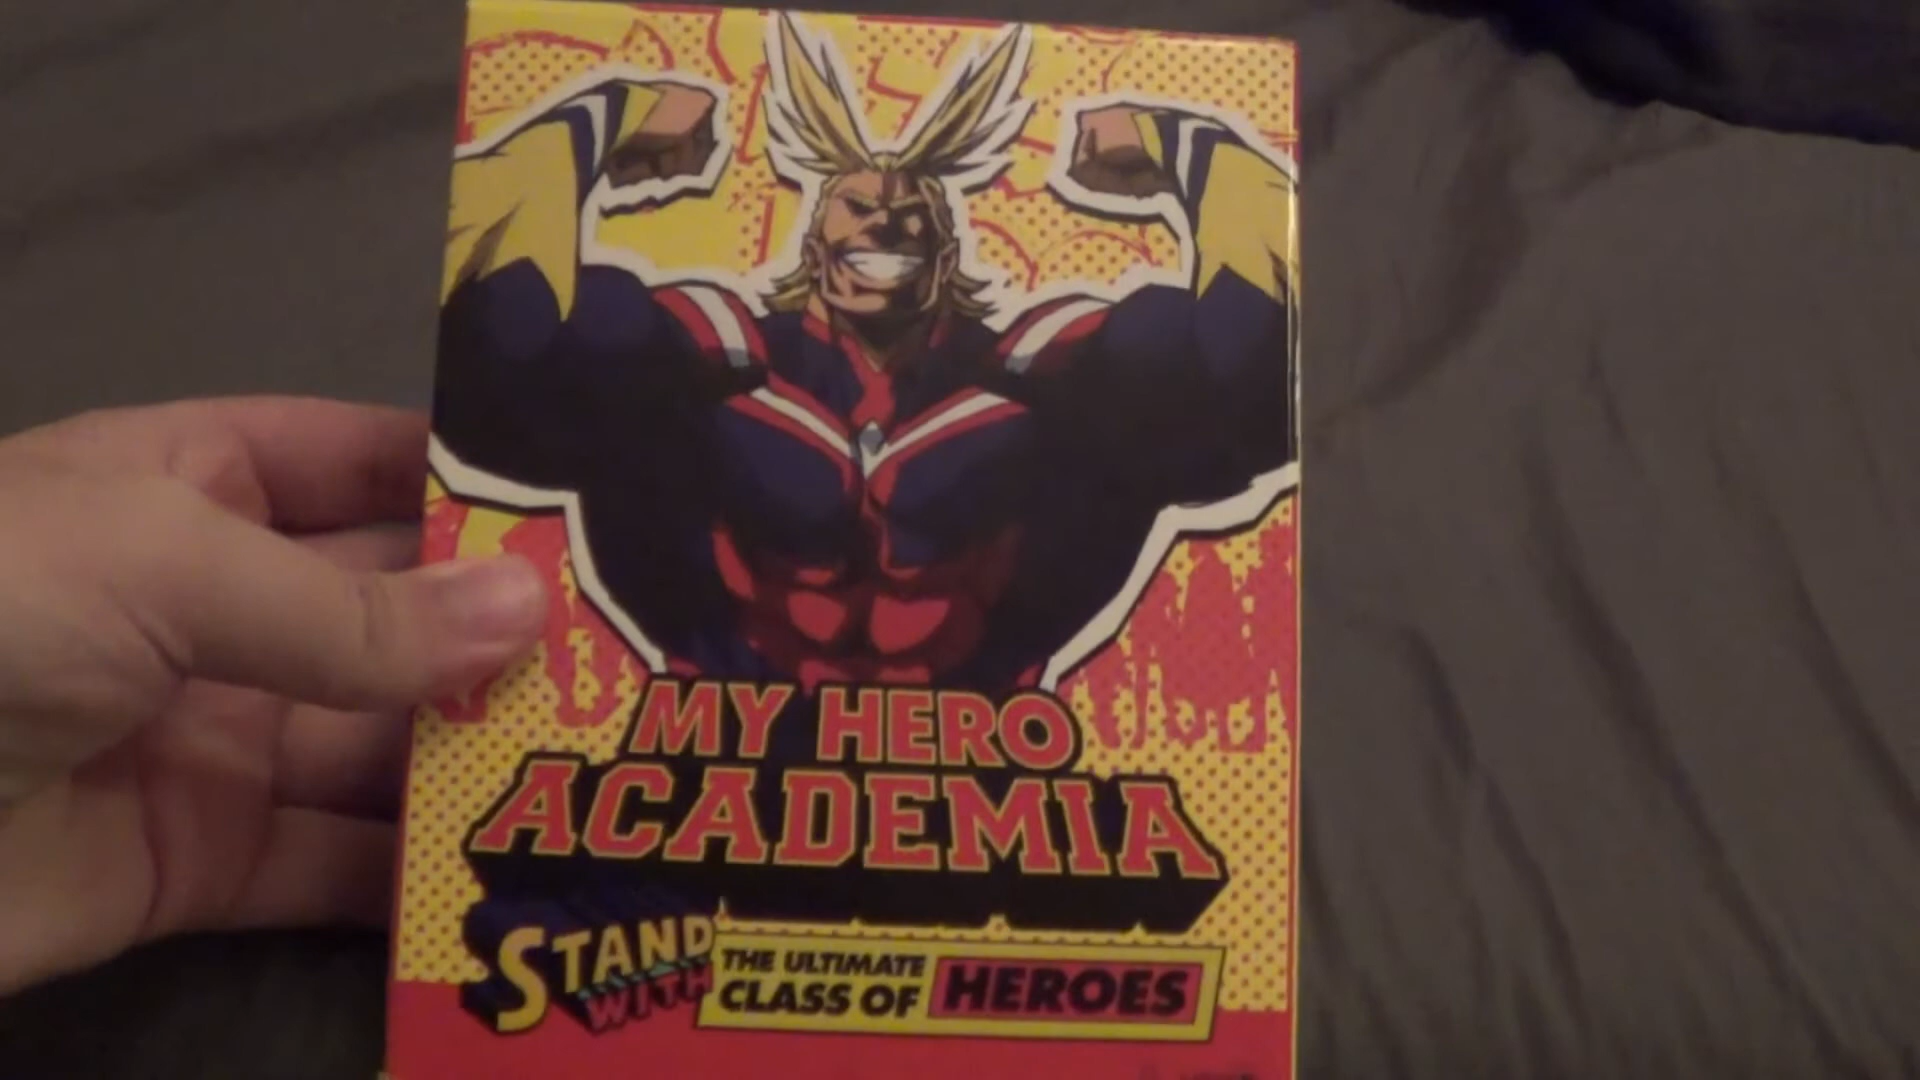 MY HERO
ACADEMIA
STAND
WITH
THE ULTIMATE
CLASS OF
HEROES